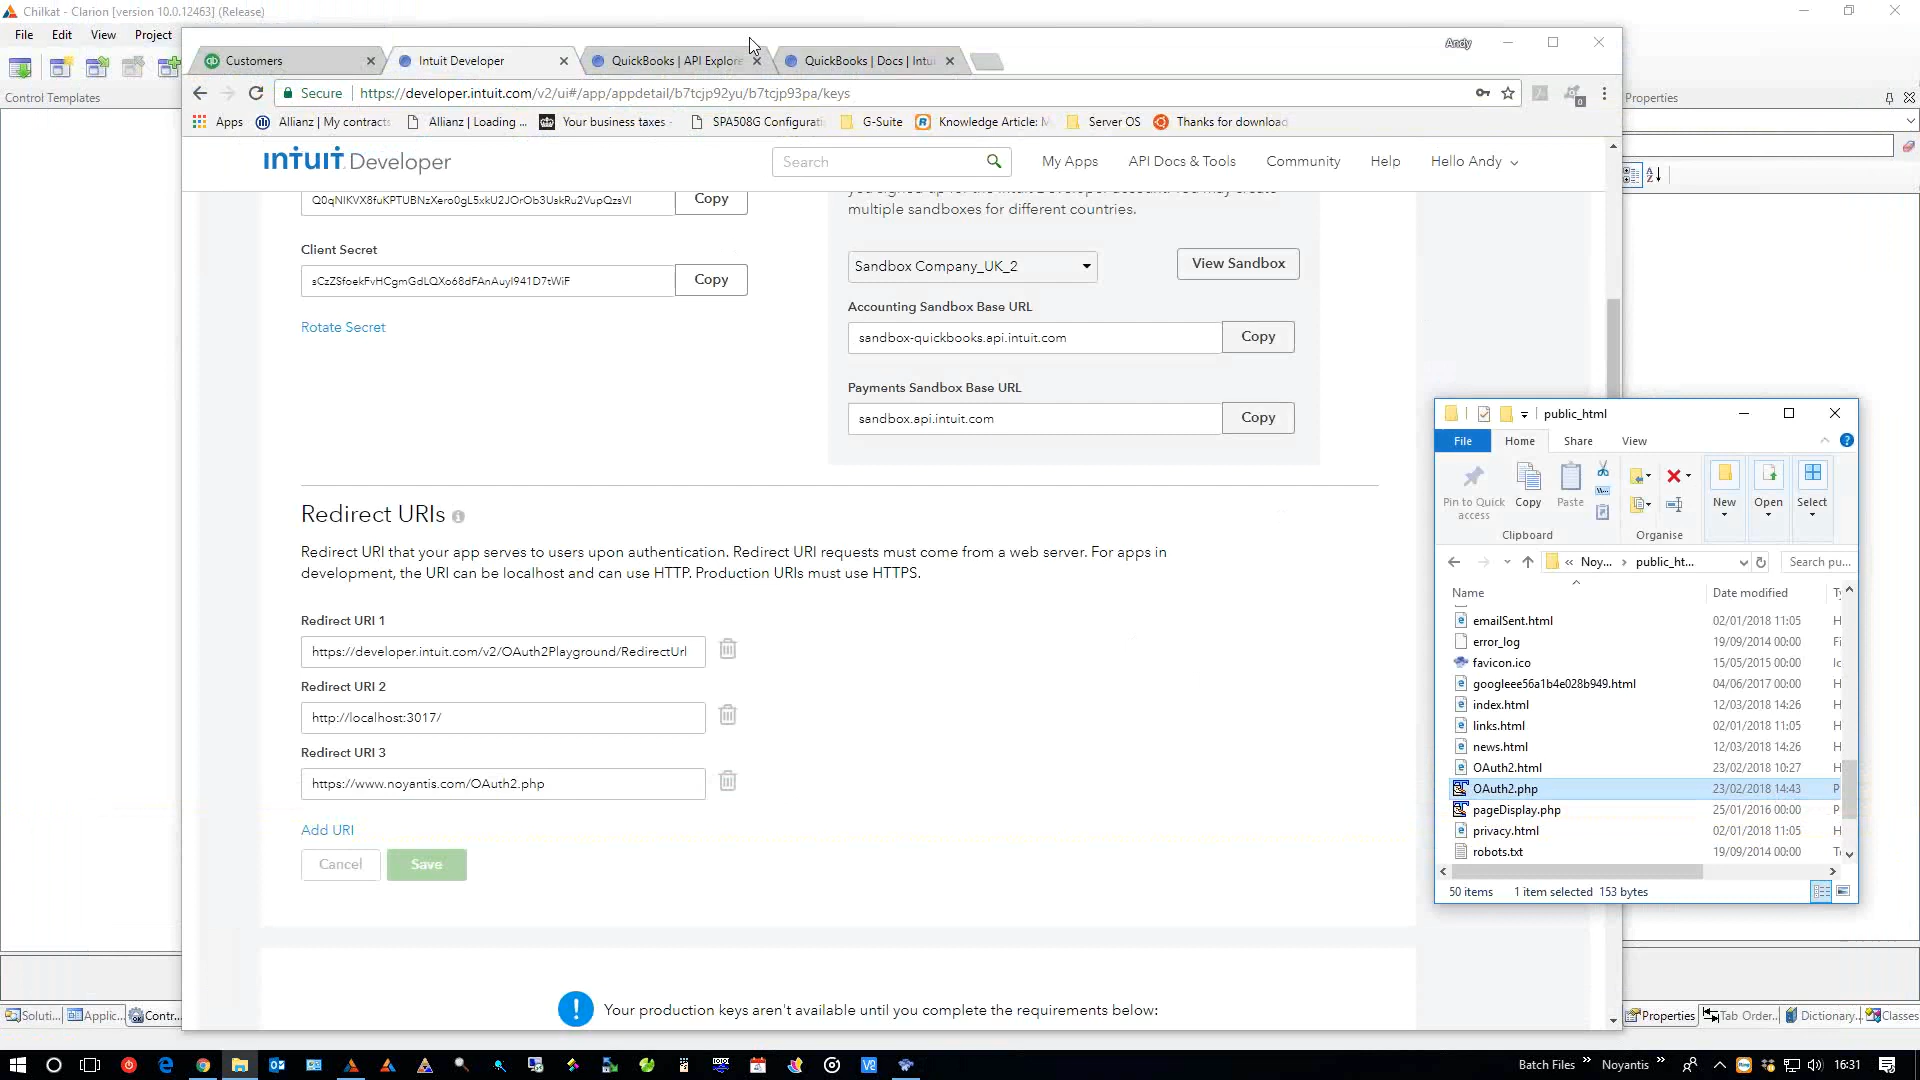 Chilkat - Clarion [version 10.0.12463] (Release)
File Edit View Project
Control Templates
Customers
Intuit Developer
QuickBooks | API Explore
QuickBooks | Docs | Intui
Andy
Secure
https://developer.intuit.com/v2/ui#/app/appdetail/b7tcjp92yu/b7tcjp93pa/keys
Apps
Allianz | My contracts
Allianz | Loading ...
Your business taxes -
SPA508G Configurati
G-Suite
Knowledge Article: M
Server OS
Thanks for download
intuit Developer
Search
My Apps
API Docs & Tools
Community
Help
Hello Andy
multiple sandboxes for different countries.
Copy
Client Secret
sCzZSfoekFvHCgmGdLQXo68dFAnAuyI941D7tWiF
Copy
Rotate Secret
Sandbox Company_UK_2
View Sandbox
Accounting Sandbox Base URL
sandbox-quickbooks.api.intuit.com
Copy
Payments Sandbox Base URL
sandbox.api.intuit.com
Copy
Redirect URIs
Redirect URI that your app serves to users upon authentication. Redirect URI requests must come from a web server. For apps in
development, the URI can be localhost and can use HTTP. Production URIs must use HTTPS.
Redirect URI 1
https://developer.intuit.com/v2/OAuth2Playground/RedirectUrl
Redirect URI 2
http://localhost:3017/
Redirect URI 3
https://www.noyantis.com/OAuth2.php
Add URI
Cancel
Save
Your production keys aren't available until you complete the requirements below:
Properties
public_html
File Home Share View
Pin to Quick
access
Copy
Paste
New
Open
Select
Clipboard
Organise
« Noy... › public_ht...
Search pu...
Name
Date modified
Ty
emailSent.html 02/01/2018 11:05 H
error_log 19/09/2014 00:00 Fi
favicon.ico 15/05/2015 00:00 Ic
googleee56a1b4e028b949.html 04/06/2017 00:00 H
index.html 12/03/2018 14:26 H
links.html 02/01/2018 11:05 H
news.html 12/03/2018 14:26 H
OAuth2.html 23/02/2018 10:27 H
OAuth2.php 23/02/2018 14:43 P
pageDisplay.php 25/01/2016 00:00 P
privacy.html 02/01/2018 11:05 H
robots.txt 19/09/2014 00:00 Te
50 items
1 item selected 153 bytes
Soluti...
Applic...
Contr...
Properties
Tab Order...
Dictionary...
Classes
Batch Files
Noyantis
16:31